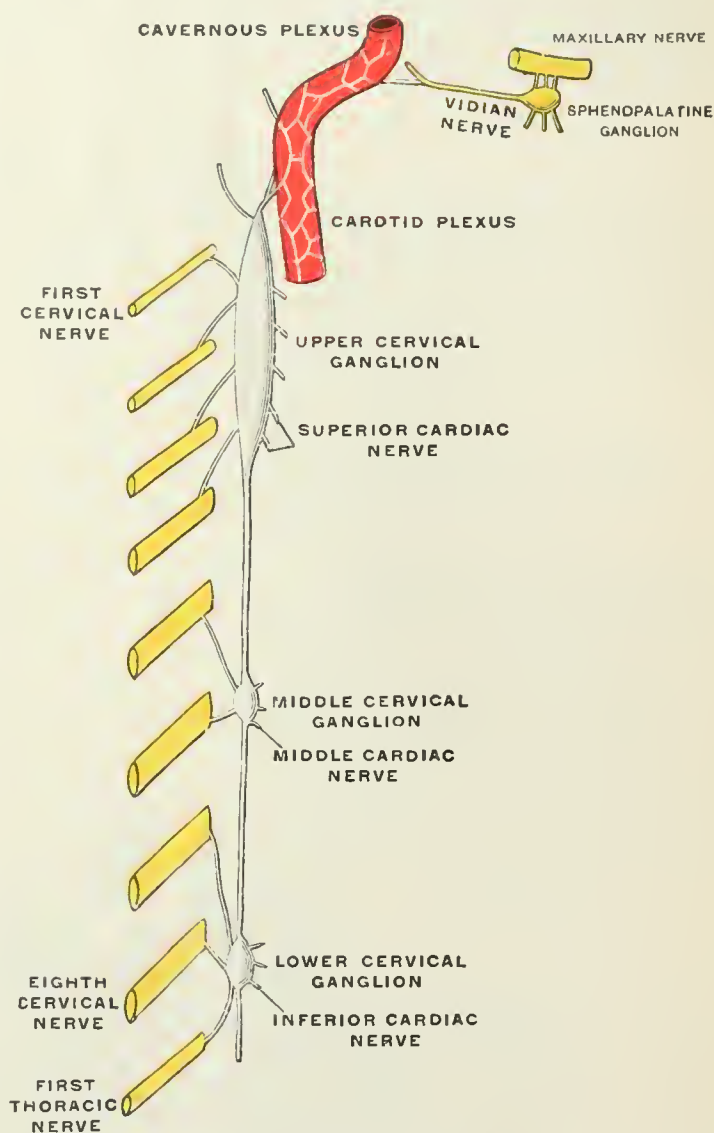 CAVERNOUS PLEXUS
MAXILLARY NERVE
VIDIAN
NERVE
SPHENOPALATINE
GANGLION
CAROTID PLEXUS
FIRST
CERVICAL
NERVE
UPPER CERVICAL
GANGLION
SUPERIOR CARDIAC
NERVE
MIDDLE CERVICAL
GANGLION
MIDDLE CARDIAC
NERVE
LOWER CERVICAL
GANGLION
EIGHTH
CERVICAL
NERVE
INFERIOR CARDIAC
NERVE
FIRST
THORACIC
NERVE